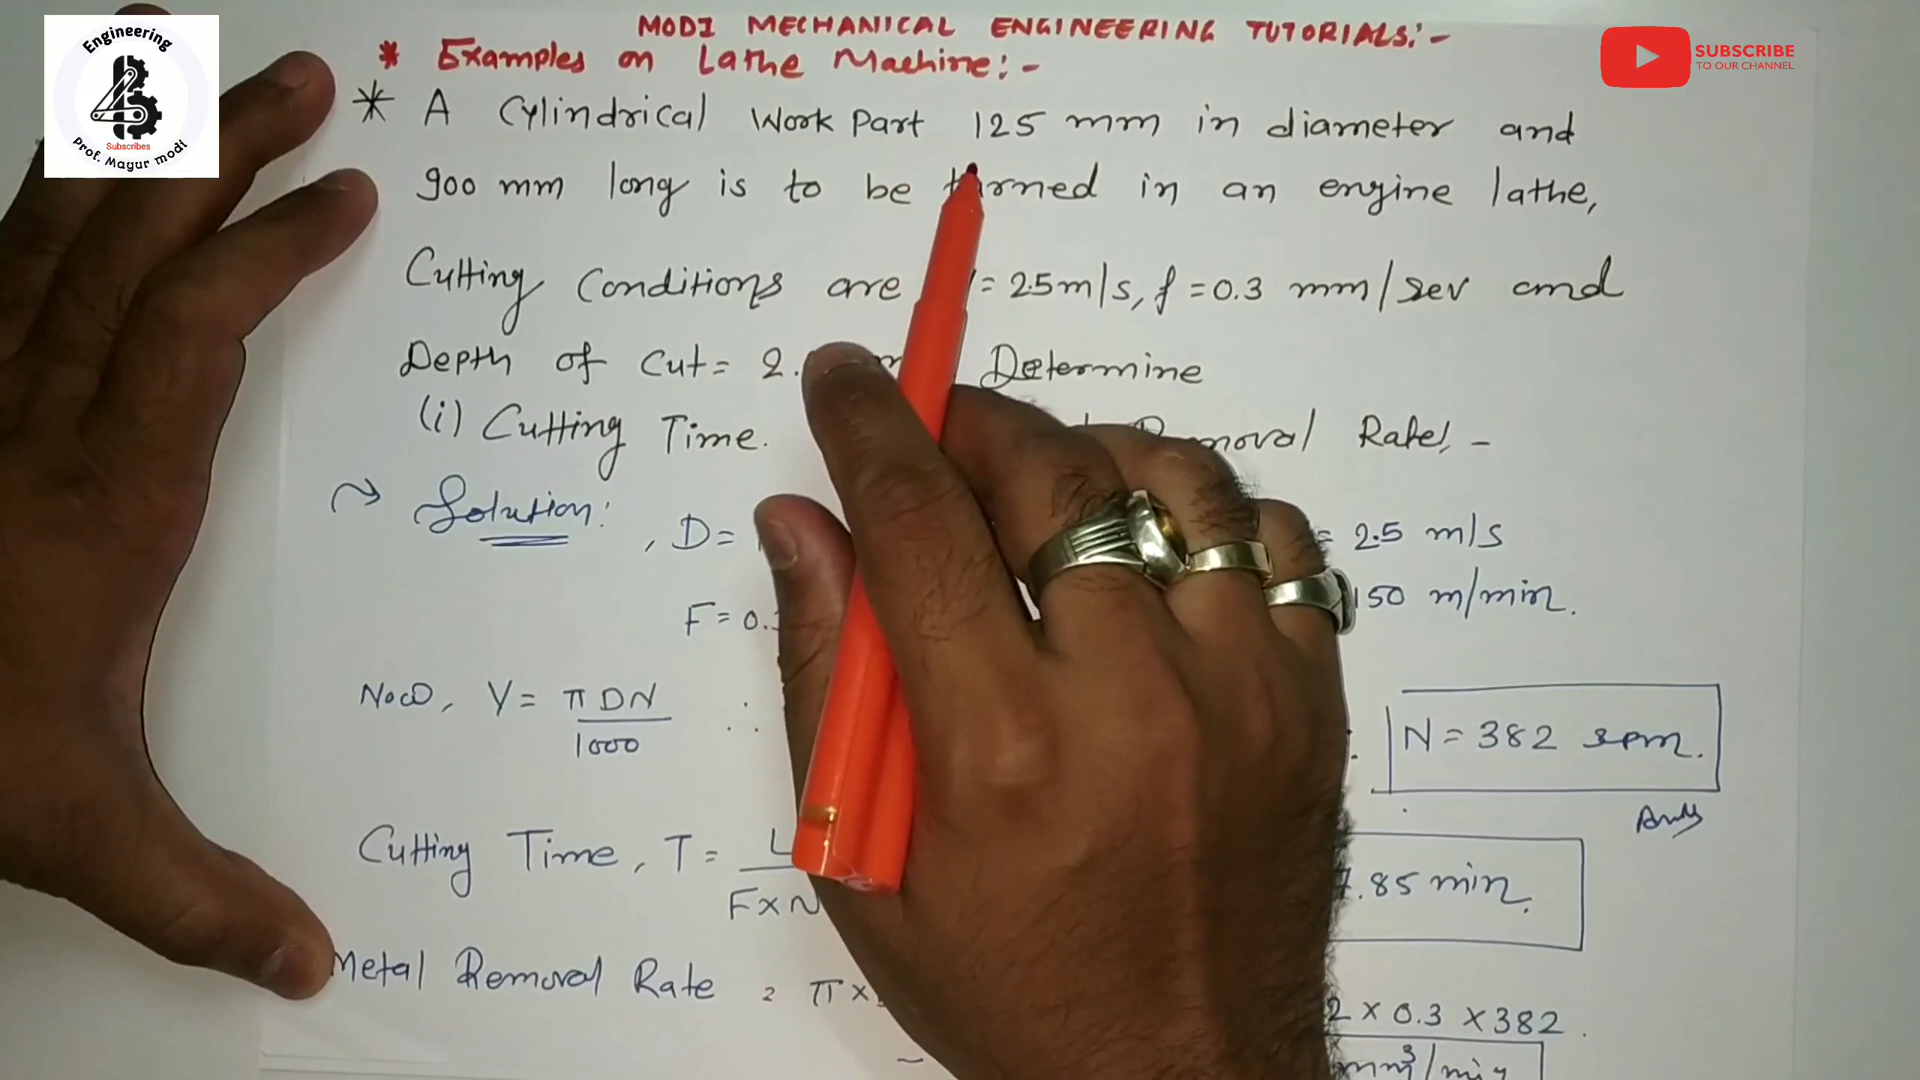 MODI MECHANICAL ENGINEERING TUTORIALS:-
* Examples on Lathe Machine:-
* A Cylindrical Work Part 125 mm in diameter and
900 mm long is to be turned in an engine lathe,
Cutting Conditions are = 2.5 m/s, f = 0.3 mm/rev and
Depth of Cut = 2. Determine
(i) Cutting Time. Removal Rate:-
Solution: , D = = 2.5 m/s
F = 0.3 150 m/min.
Now, V = πDN / 1000 ∴ N = 382 rpm.
Ans
Cutting Time, T = L / F×N 7.85 min.
Metal Removal Rate = π× 2 × 0.3 × 382
mm³/min
Engineering
Subscribes
Prof. Mayur modi
SUBSCRIBE
TO OUR CHANNEL